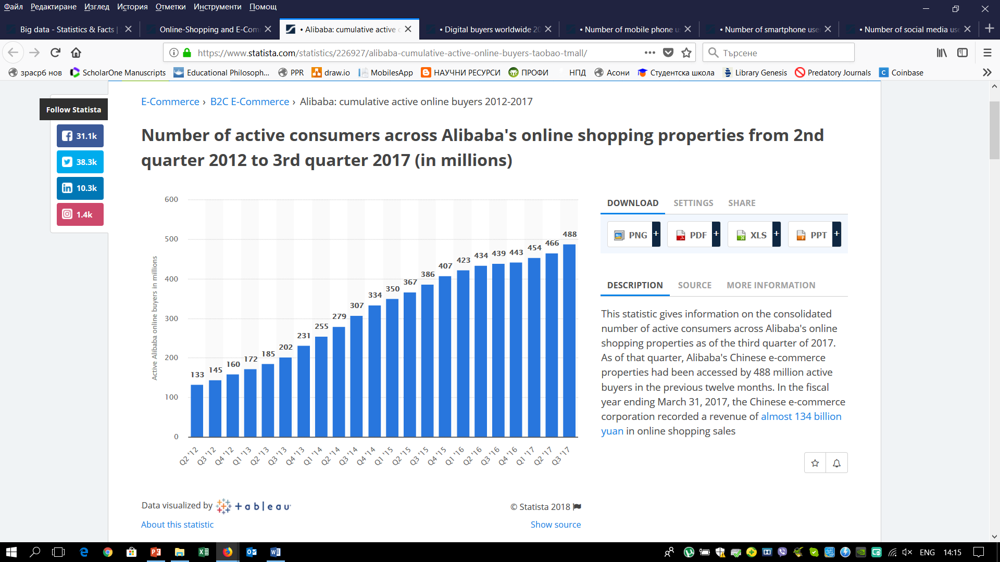 Файл Редактиране Изглед История Отметки Инструменти Помощ
Big data - Statistics & Facts |
Online-Shopping and E-Com
• Alibaba: cumulative active
• Digital buyers worldwide 20
• Number of mobile phone u
• Number of smartphone use
• Number of social media use
https://www.statista.com/statistics/226927/alibaba-cumulative-active-online-buyers-taobao-tmall/
Търсене
зрасрб нов ScholarOne Manuscripts Educational Philosoph... PPR draw.io MobilesApp НАУЧНИ РЕСУРСИ ПРОФИ НПД Асони Студентска школа Library Genesis Predatory Journals Coinbase
E-Commerce › B2C E-Commerce › Alibaba: cumulative active online buyers 2012-2017
Follow Statista
31.1k
38.3k
10.3k
1.4k
Number of active consumers across Alibaba's online shopping properties from 2nd
quarter 2012 to 3rd quarter 2017 (in millions)
Active Alibaba online buyers in millions
600
500
400
300
200
100
0
133 145 160 172 185 202 231 255 279 307 334 350 367 386 407 423 434 439 443 454 466 488
Q2 '12 Q3 '12 Q4 '12 Q1 '13 Q2 '13 Q3 '13 Q4 '13 Q1 '14 Q2 '14 Q3 '14 Q4 '14 Q1 '15 Q2 '15 Q3 '15 Q4 '15 Q1 '16 Q2 '16 Q3 '16 Q4 '16 Q1 '17 Q2 '17 Q3 '17
Data visualized by +ableau
© Statista 2018
About this statistic
Show source
DOWNLOAD SETTINGS SHARE
PNG + PDF + XLS + PPT +
DESCRIPTION SOURCE MORE INFORMATION
This statistic gives information on the consolidated
number of active consumers across Alibaba's online
shopping properties as of the third quarter of 2017.
As of that quarter, Alibaba's Chinese e-commerce
properties had been accessed by 488 million active
buyers in the previous twelve months. In the fiscal
year ending March 31, 2017, the Chinese e-commerce
corporation recorded a revenue of almost 134 billion
yuan in online shopping sales
ENG 14:15